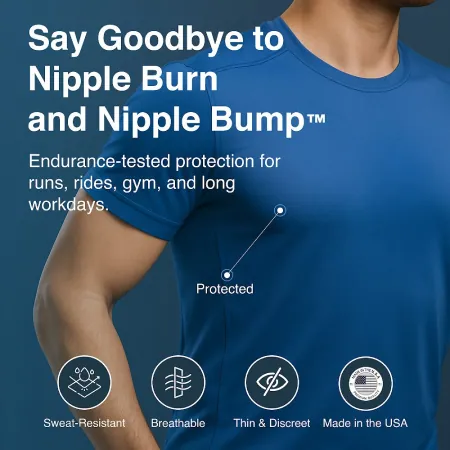 Say Goodbye to
Nipple Burn
and Nipple Bump™
Endurance-tested protection for
runs, rides, gym, and long
workdays.
Protected
Sweat-Resistant
Breathable
Thin & Discreet
Made in the USA